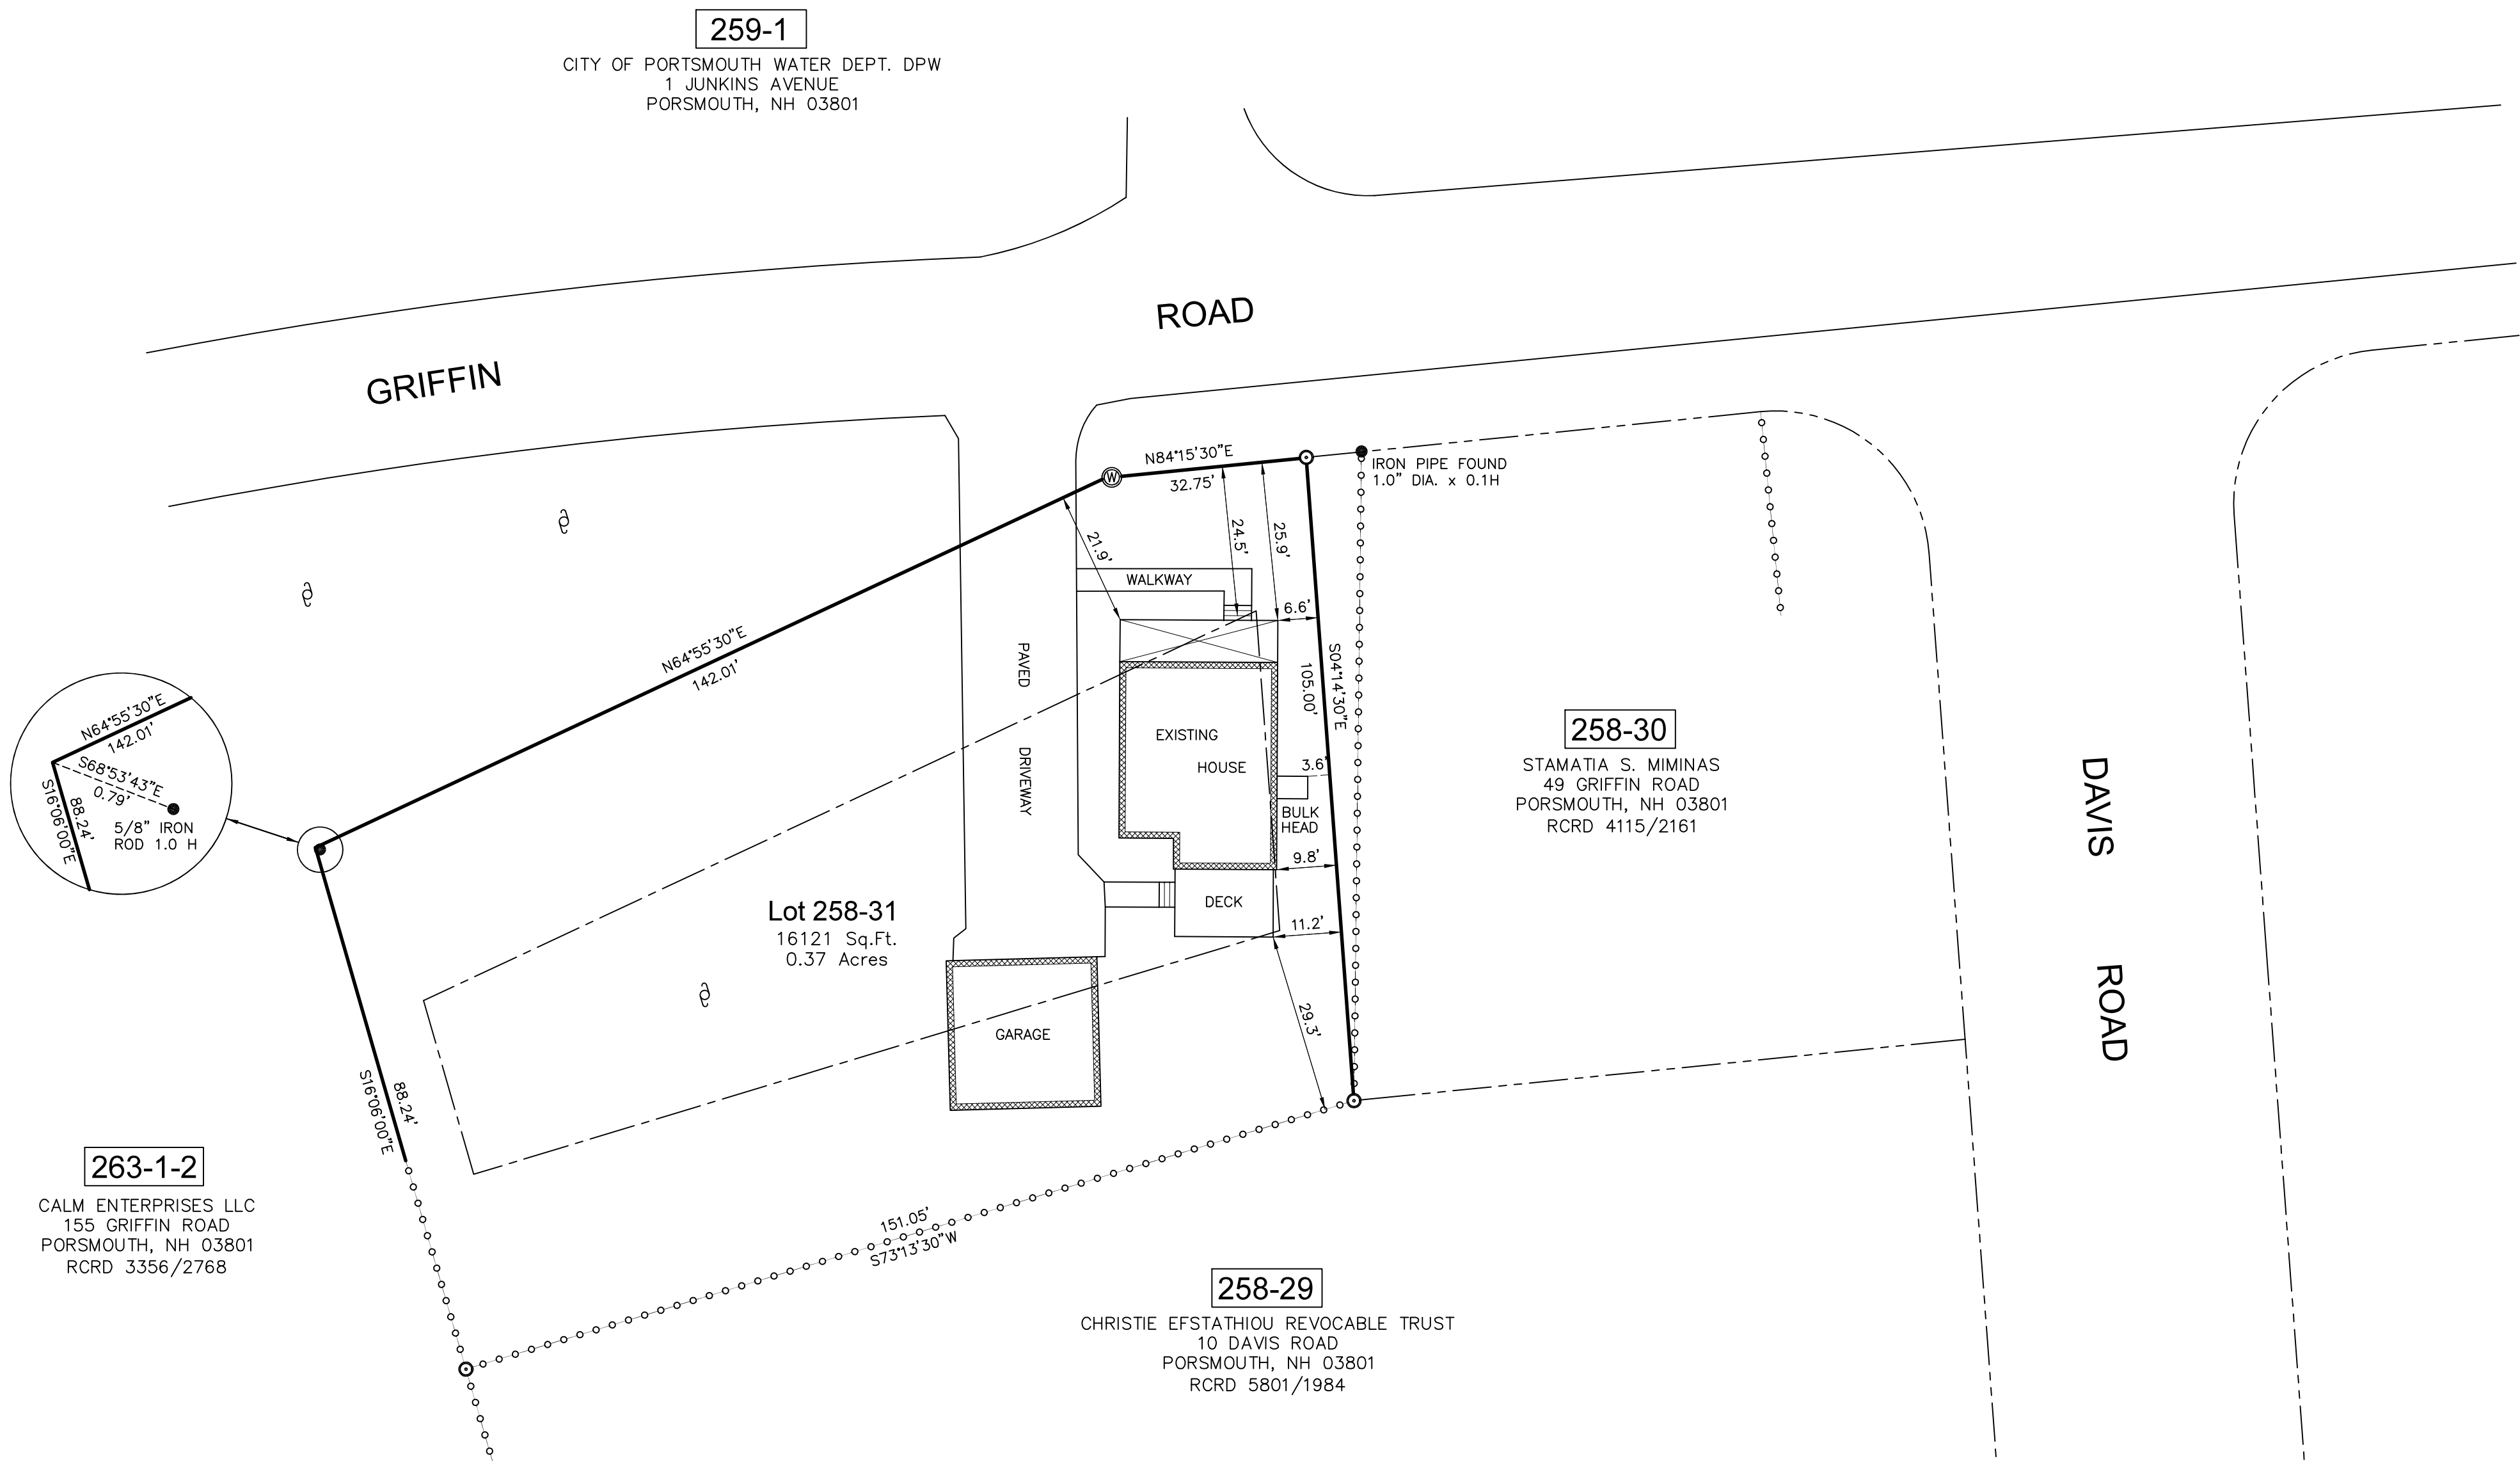 259-1
CITY OF PORTSMOUTH WATER DEPT. DPW
1 JUNKINS AVENUE
PORSMOUTH, NH 03801
GRIFFIN
ROAD
N84°15'30"E
32.75'
W
IRON PIPE FOUND
1.0" DIA. x 0.1H
21.9'
24.5'
25.9'
WALKWAY
6.6'
N64°55'30"E
142.01'
PAVED
DRIVEWAY
S04°14'30"E
105.00'
EXISTING
HOUSE
3.6'
BULK
HEAD
9.8'
DECK
11.2'
29.3'
N64°55'30"E
142.01'
S68°53'43"E
0.79'
S16°06'00"E
88.24'
5/8" IRON
ROD 1.0 H
258-30
STAMATIA S. MIMINAS
49 GRIFFIN ROAD
PORSMOUTH, NH 03801
RCRD 4115/2161
DAVIS
ROAD
Lot 258-31
16121 Sq.Ft.
0.37 Acres
GARAGE
88.24'
S16°06'00"E
263-1-2
CALM ENTERPRISES LLC
155 GRIFFIN ROAD
PORSMOUTH, NH 03801
RCRD 3356/2768
151.05'
S73°13'30"W
258-29
CHRISTIE EFSTATHIOU REVOCABLE TRUST
10 DAVIS ROAD
PORSMOUTH, NH 03801
RCRD 5801/1984